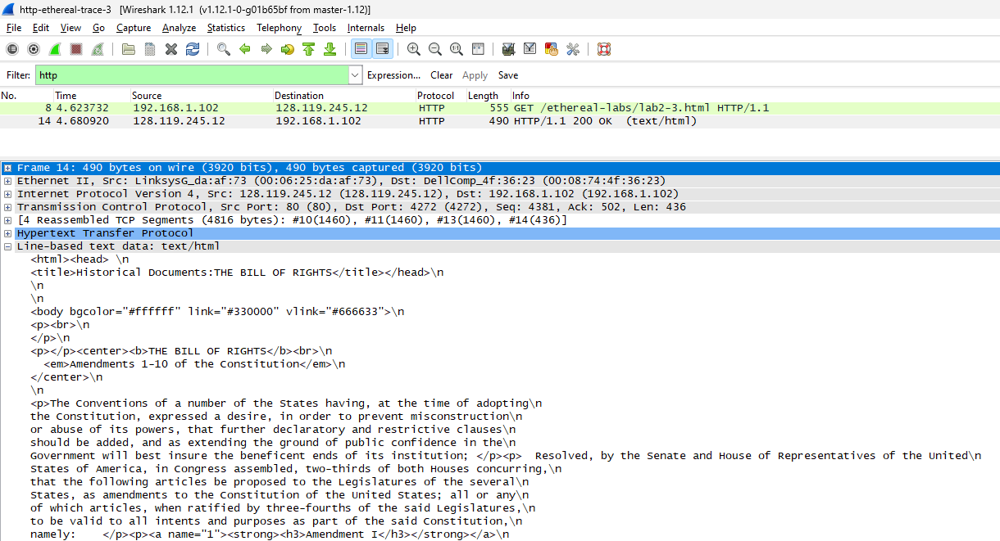 http-ethereal-trace-3 [Wireshark 1.12.1 (v1.12.1-0-g01b65bf from master-1.12)]
File Edit View Go Capture Analyze Statistics Telephony Tools Internals Help
Filter: http Expression... Clear Apply Save
No. Time Source Destination Protocol Length Info
8 4.623732 192.168.1.102 128.119.245.12 HTTP 555 GET /ethereal-labs/lab2-3.html HTTP/1.1
14 4.680920 128.119.245.12 192.168.1.102 HTTP 490 HTTP/1.1 200 OK (text/html)
Frame 14: 490 bytes on wire (3920 bits), 490 bytes captured (3920 bits)
Ethernet II, Src: LinksysG_da:af:73 (00:06:25:da:af:73), Dst: DellComp_4f:36:23 (00:08:74:4f:36:23)
Internet Protocol Version 4, Src: 128.119.245.12 (128.119.245.12), Dst: 192.168.1.102 (192.168.1.102)
Transmission Control Protocol, Src Port: 80 (80), Dst Port: 4272 (4272), Seq: 4381, Ack: 502, Len: 436
[4 Reassembled TCP Segments (4816 bytes): #10(1460), #11(1460), #13(1460), #14(436)]
Hypertext Transfer Protocol
Line-based text data: text/html
<html><head> \n
<title>Historical Documents:THE BILL OF RIGHTS</title></head>\n
\n
\n
<body bgcolor="#ffffff" link="#330000" vlink="#666633">\n
<p><br>\n
</p>\n
<p></p><center><b>THE BILL OF RIGHTS</b><br>\n
<em>Amendments 1-10 of the Constitution</em>\n
</center>\n
\n
<p>The Conventions of a number of the States having, at the time of adopting\n
the Constitution, expressed a desire, in order to prevent misconstruction\n
or abuse of its powers, that further declaratory and restrictive clauses\n
should be added, and as extending the ground of public confidence in the\n
Government will best insure the beneficent ends of its institution; </p><p> Resolved, by the Senate and House of Representatives of the United\n
States of America, in Congress assembled, two-thirds of both Houses concurring,\n
that the following articles be proposed to the Legislatures of the several\n
States, as amendments to the Constitution of the United States; all or any\n
of which articles, when ratified by three-fourths of the said Legislatures,\n
to be valid to all intents and purposes as part of the said Constitution,\n
namely: </p><p><a name="1"><strong><h3>Amendment I</h3></strong></a>\n